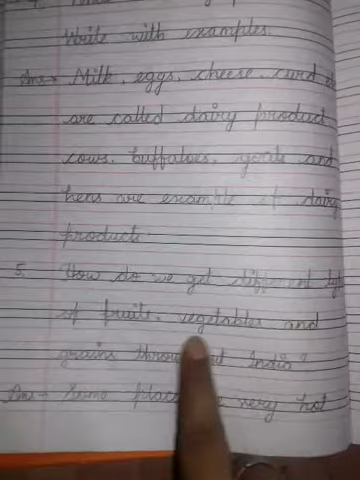 Write with examples.
Ans→ Milk, eggs, cheese, curd
are called dairy product
cows, buffaloes, goats and
hens are example of dairy
product.
5. How do we get different
of fruits, vegetables and
grains throughout India?
Ans→ Some places very hot